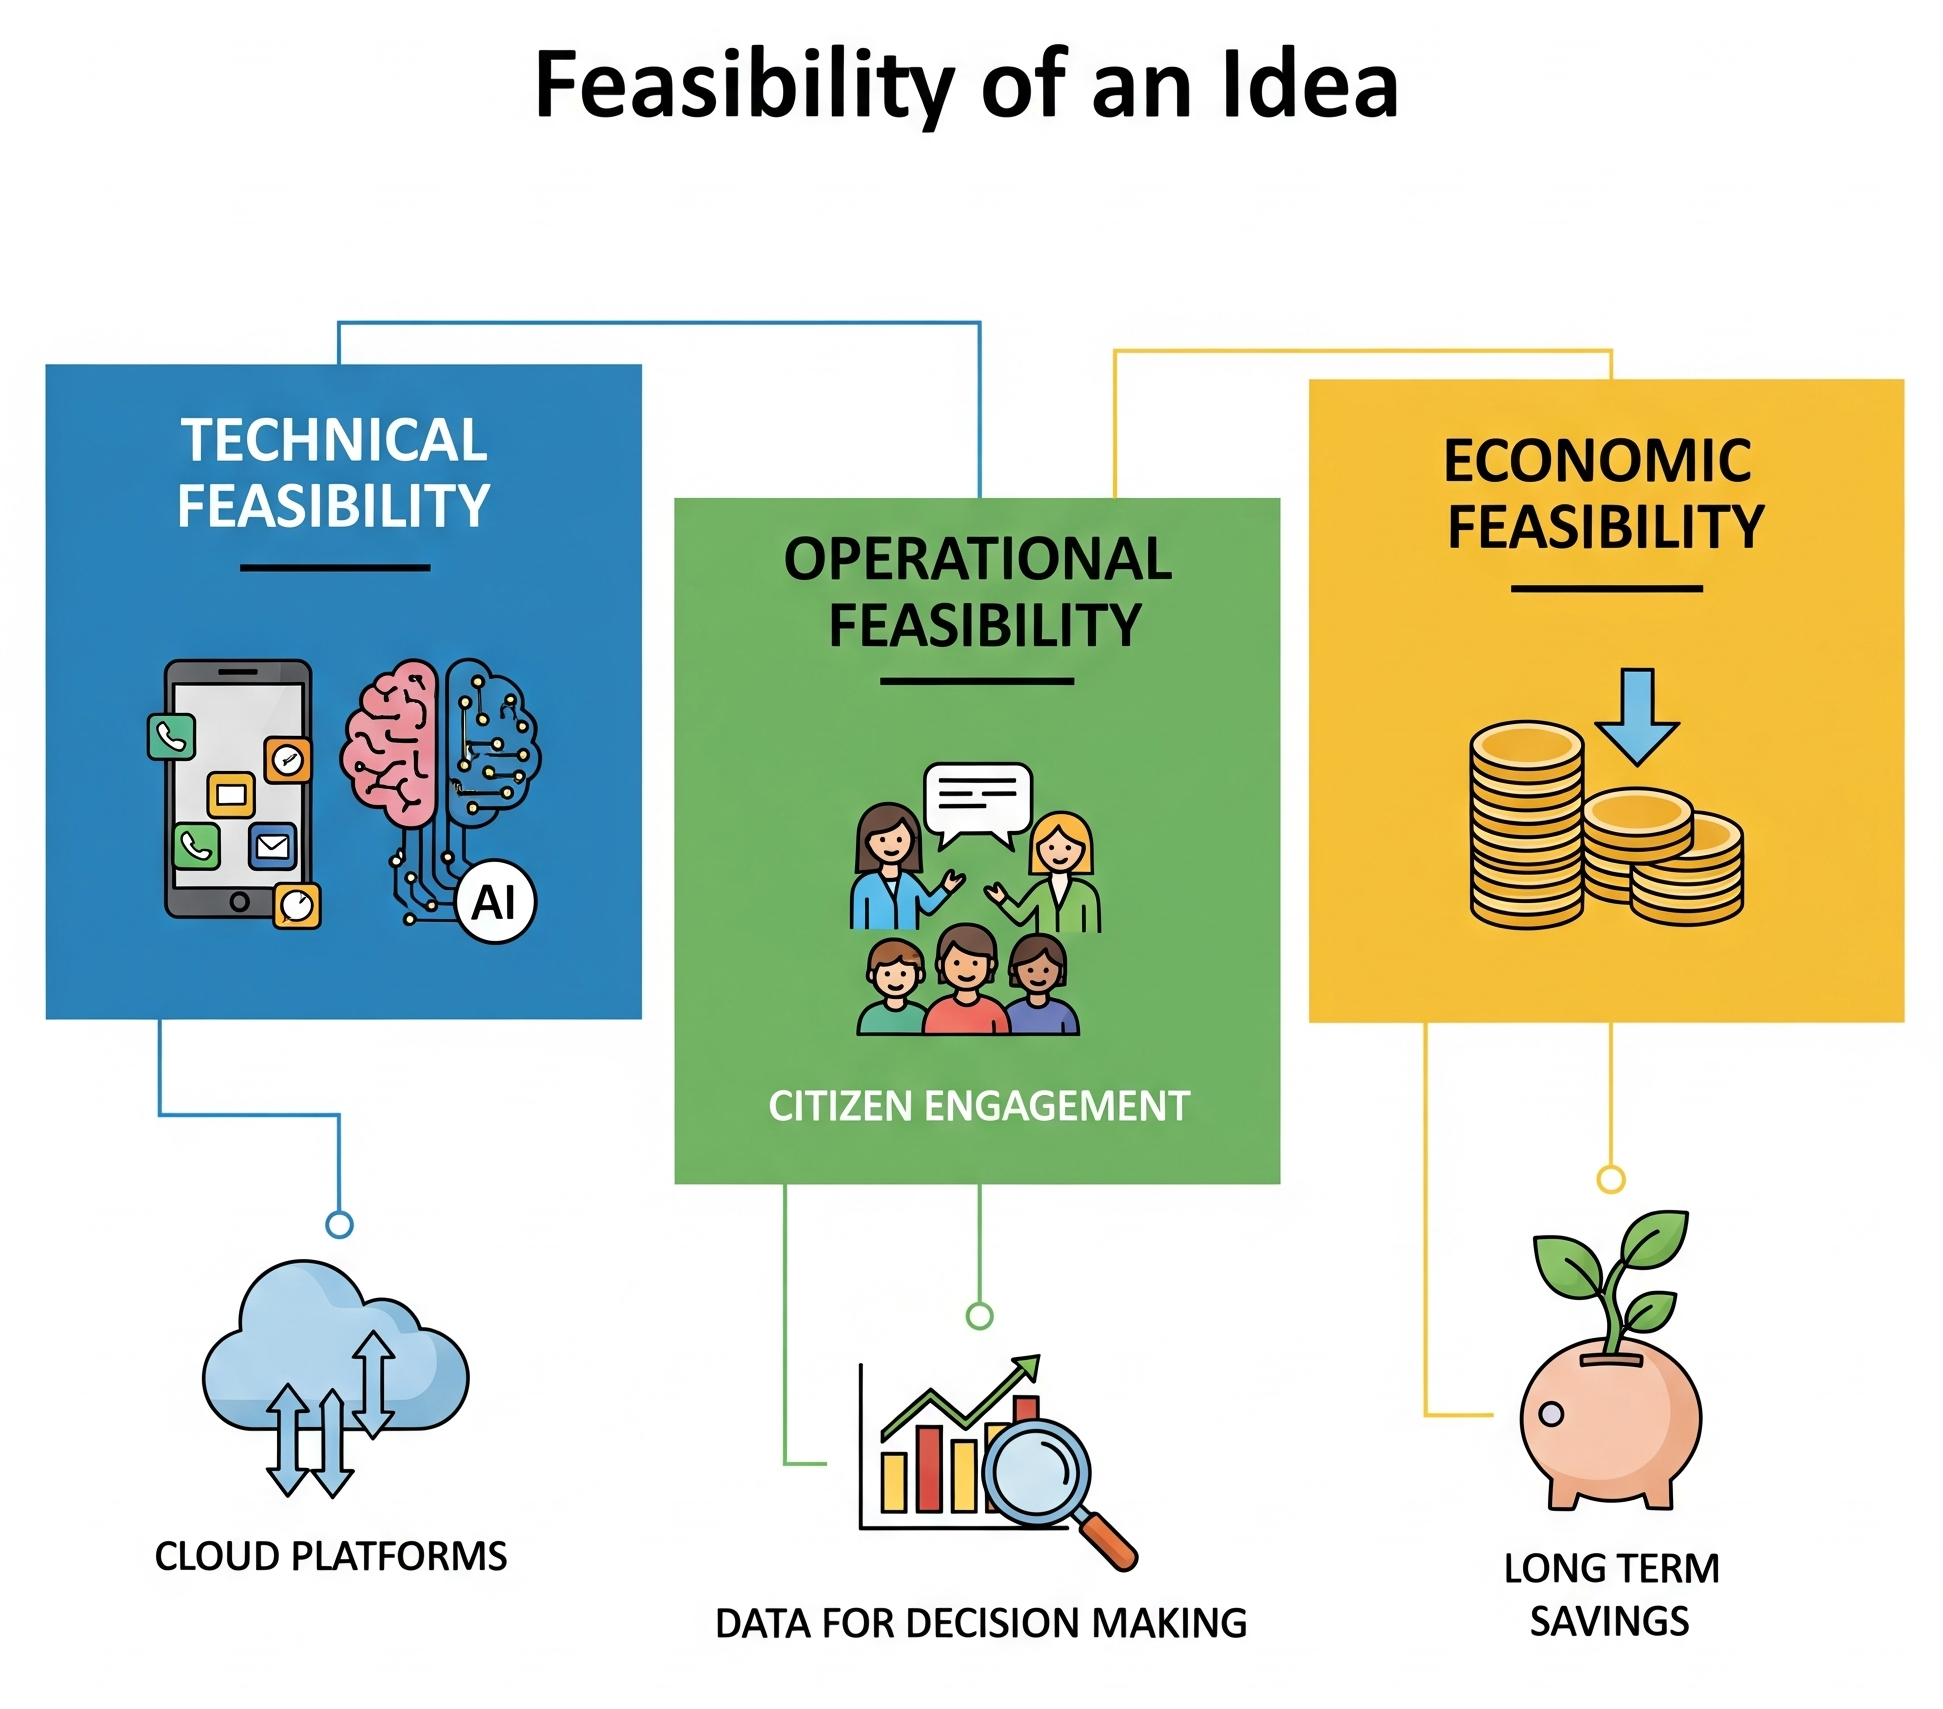 Feasibility of an Idea
TECHNICAL
FEASIBILITY
AI
OPERATIONAL
FEASIBILITY
CITIZEN ENGAGEMENT
ECONOMIC
FEASIBILITY
CLOUD PLATFORMS
DATA FOR DECISION MAKING
LONG TERM
SAVINGS